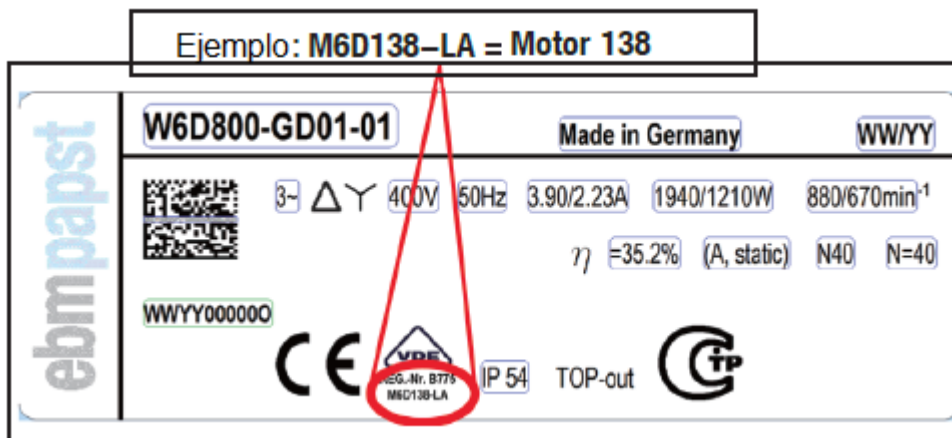 Ejemplo: M6D138–LA = Motor 138
ebmpapst
W6D800-GD01-01 Made in Germany WW/YY
3~ Δ Y 400V 50Hz 3.90/2.23A 1940/1210W 880/670min⁻¹
η =35.2% (A, static) N40 N=40
WWYY00000O
CE VDE IP 54 TOP-out C iTP
REG.-Nr. B775
M6D138-LA